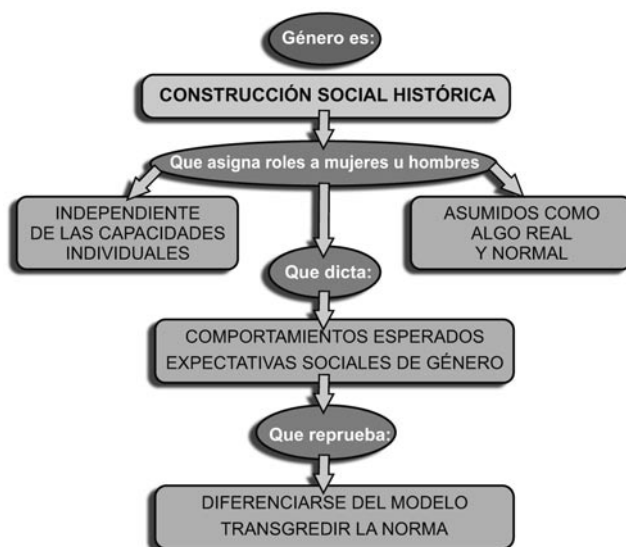 Género es:
CONSTRUCCIÓN SOCIAL HISTÓRICA
Que asigna roles a mujeres u hombres
INDEPENDIENTE
DE LAS CAPACIDADES
INDIVIDUALES
ASUMIDOS COMO
ALGO REAL
Y NORMAL
Que dicta:
COMPORTAMIENTOS ESPERADOS
EXPECTATIVAS SOCIALES DE GÉNERO
Que reprueba:
DIFERENCIARSE DEL MODELO
TRANSGREDIR LA NORMA